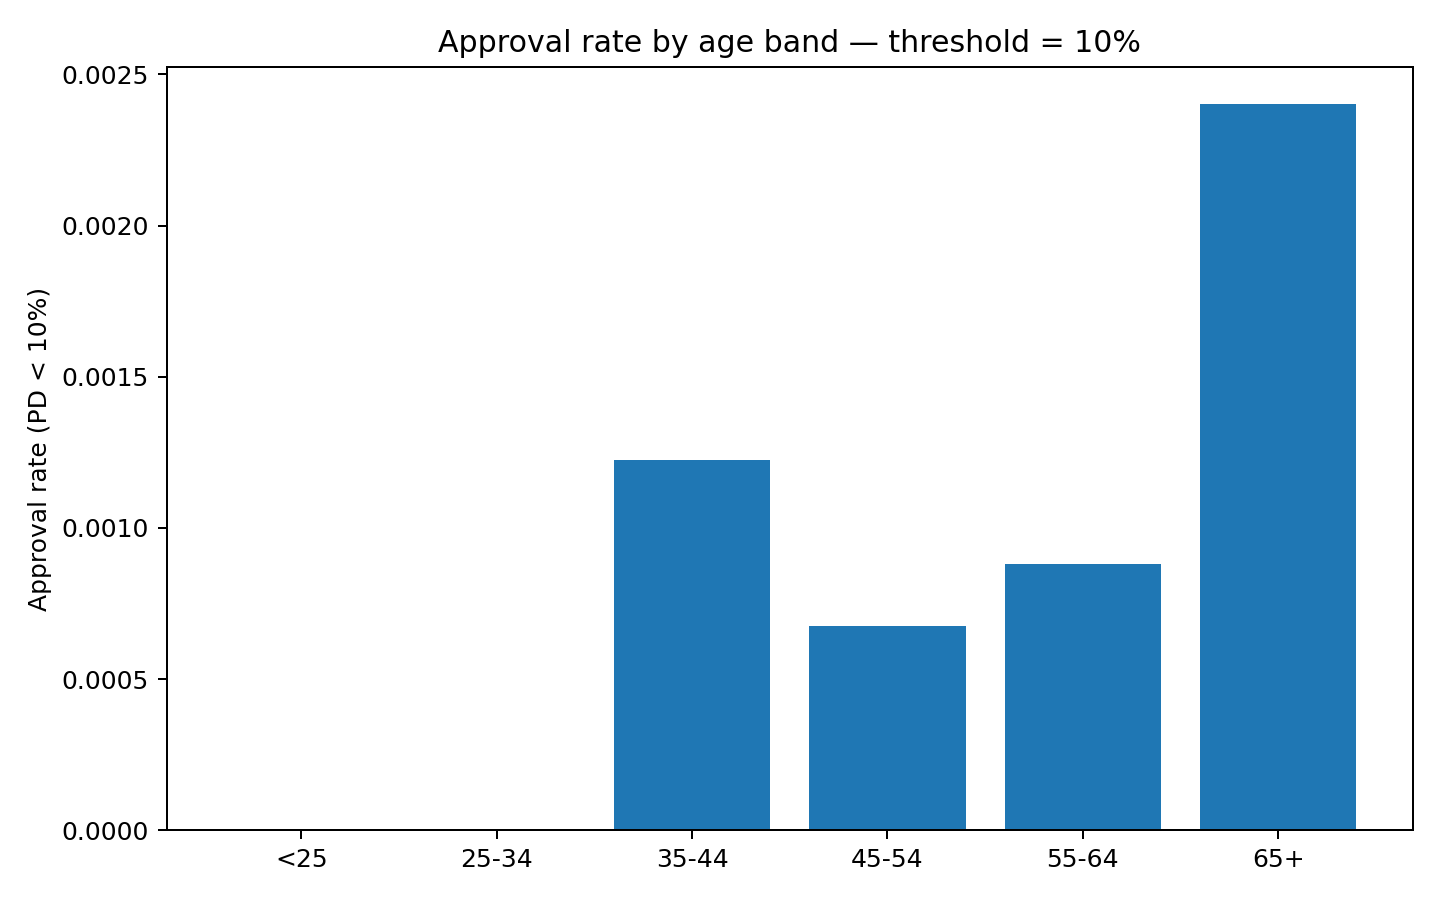 Approval rate by age band — threshold = 10%
Approval rate (PD < 10%)
0.0025
0.0020
0.0015
0.0010
0.0005
0.0000
<25 25-34 35-44 45-54 55-64 65+